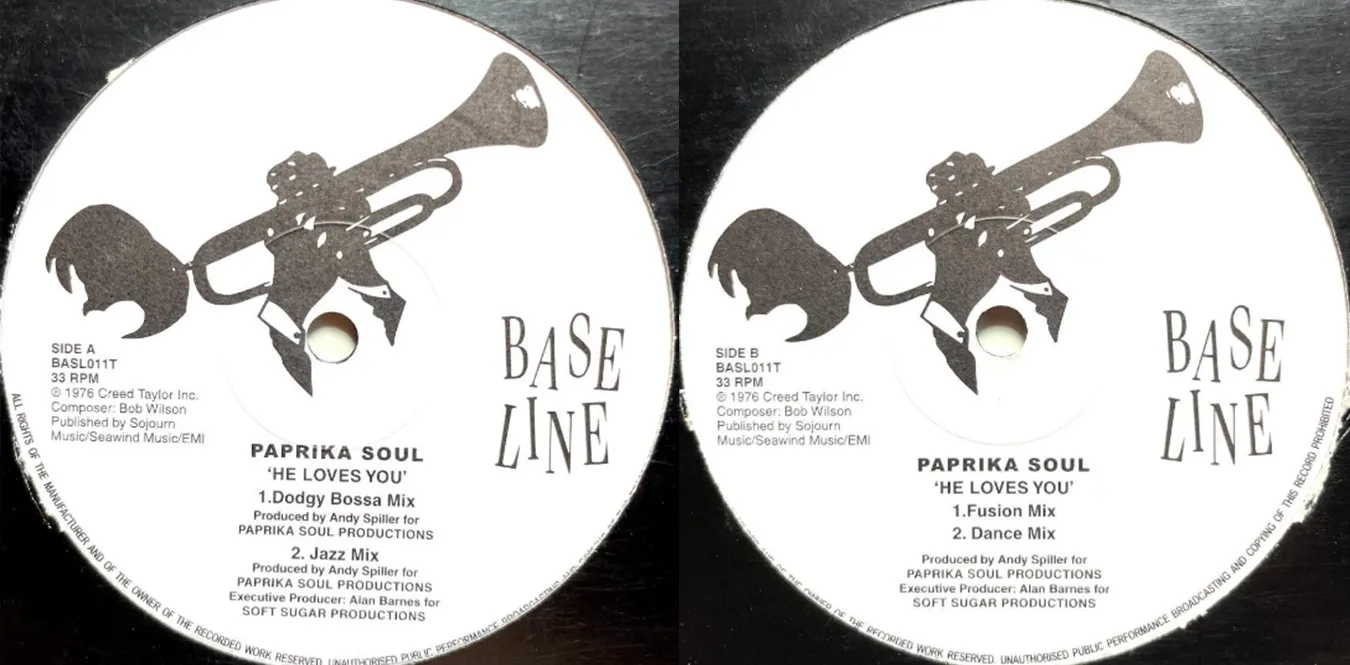 SIDE A
BASL011T
33 RPM
℗ 1976 Creed Taylor Inc.
Composer: Bob Wilson
Published by Sojourn
Music/Seawind Music/EMI
BASE
LINE
PAPRIKA SOUL
‘HE LOVES YOU’
1.Dodgy Bossa Mix
Produced by Andy Spiller for
PAPRIKA SOUL PRODUCTIONS
2. Jazz Mix
Produced by Andy Spiller for
PAPRIKA SOUL PRODUCTIONS
Executive Producer: Alan Barnes for
SOFT SUGAR PRODUCTIONS
ALL RIGHTS OF THE MANUFACTURER AND OF THE OWNER OF THE RECORDED WORK RESERVED. UNAUTHORISED PUBLIC PERFORMANCE BROADCASTING AND
SIDE B
BASL011T
33 RPM
℗ 1976 Creed Taylor Inc.
Composer: Bob Wilson
Published by Sojourn
Music/Seawind Music/EMI
BASE
LINE
PAPRIKA SOUL
‘HE LOVES YOU’
1.Fusion Mix
2. Dance Mix
Produced by Andy Spiller for
PAPRIKA SOUL PRODUCTIONS
Executive Producer: Alan Barnes for
SOFT SUGAR PRODUCTIONS
OF THE OWNER OF THE RECORDED WORK RESERVED. UNAUTHORISED PUBLIC PERFORMANCE BROADCASTING AND COPYING OF THIS RECORD PROHIBITED